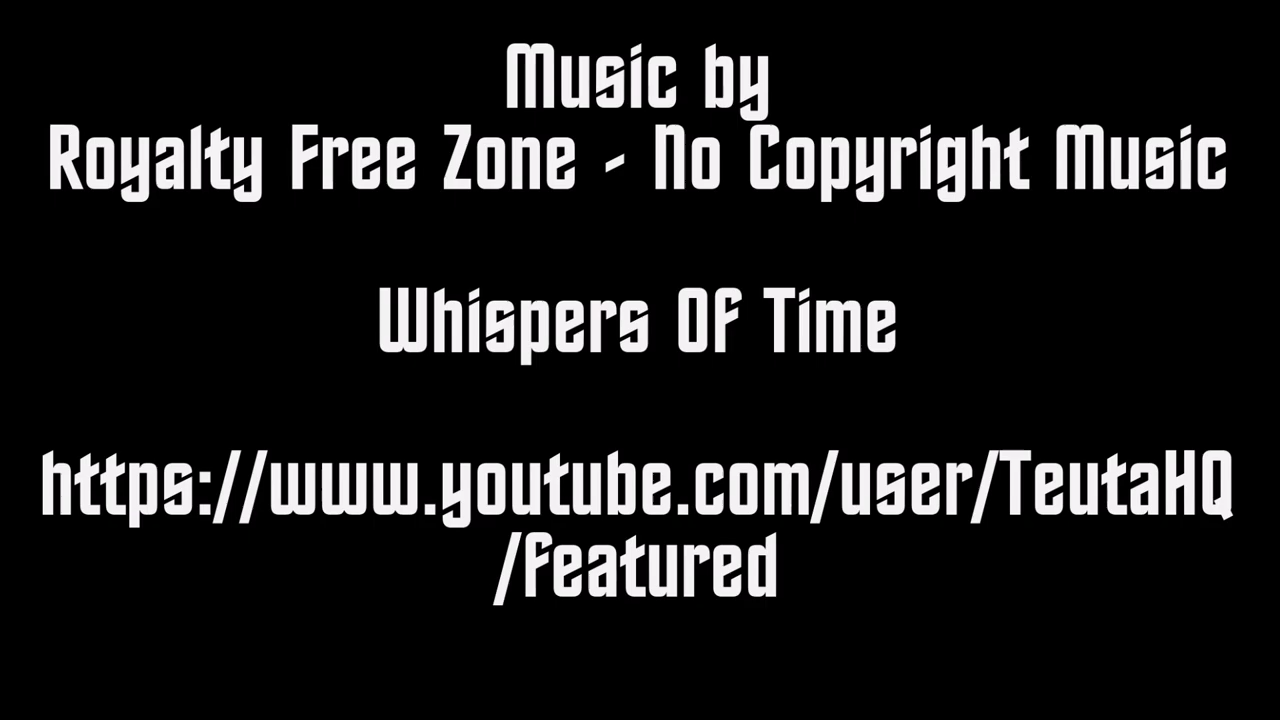 Music by
Royalty Free Zone - No Copyright Music
Whispers Of Time
https://www.youtube.com/user/TeutaHQ
/featured